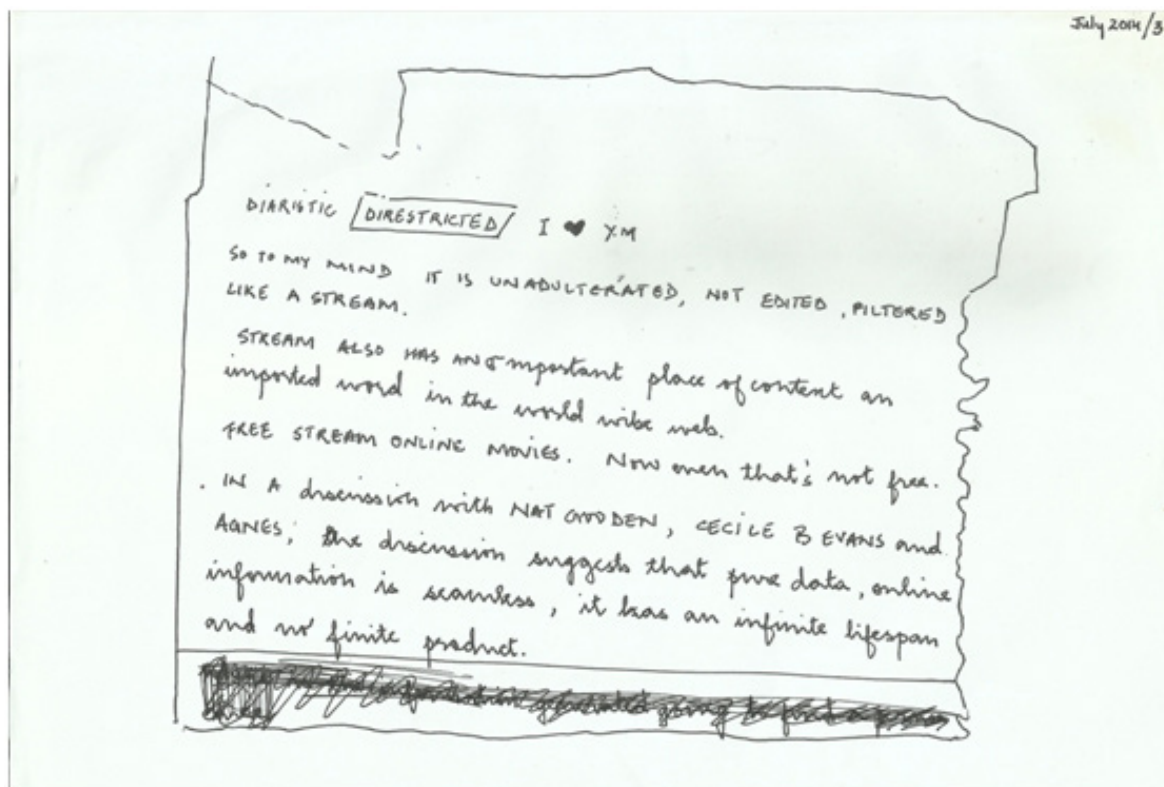 July 2014/3
DIARISTIC DIRESTRICTED I ♥ Y.M
SO TO MY MIND IT IS UNADULTERATED, NOT EDITED, FILTERED
LIKE A STREAM.
STREAM ALSO HAS AN important place of content an
imported word in the world wibe web.
FREE STREAM ONLINE MOVIES. Now even that's not free.
. IN A discussion with NAT GOODEN, CECILE B EVANS and
AGNES; the discussion suggests that pure data, online
information is seamless, it has an infinite lifespan
and no finite product.